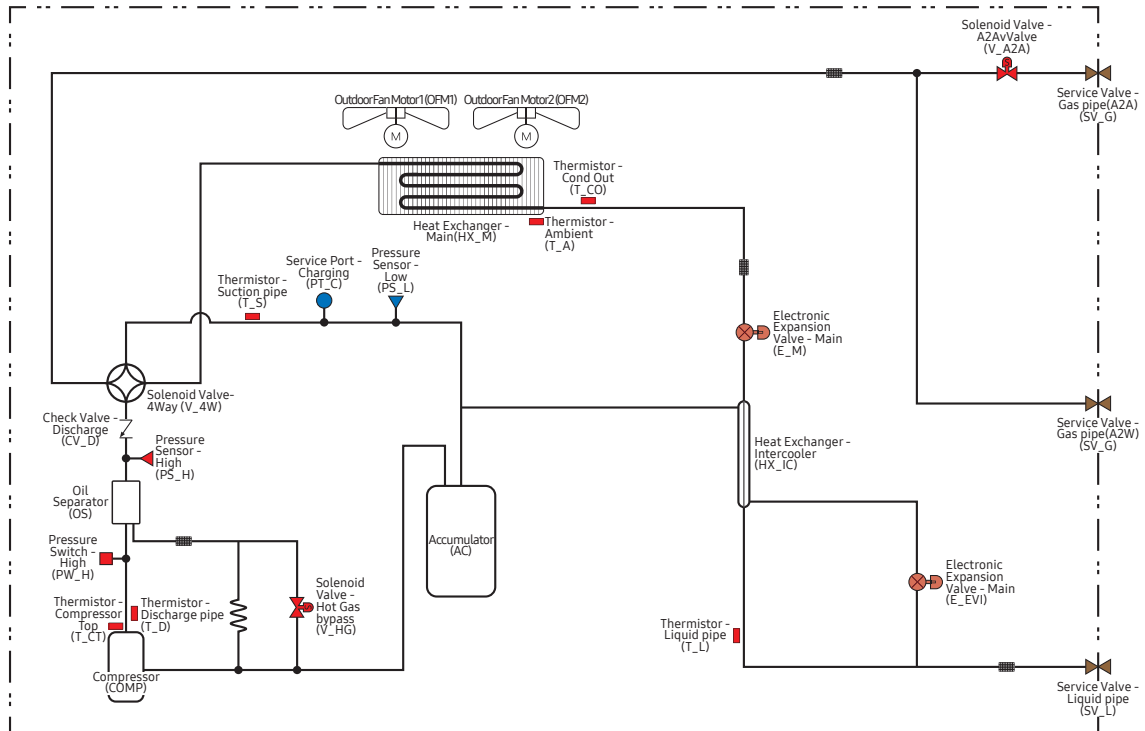 Solenoid Valve -
A2AvValve
(V_A2A)
S
Service Valve -
Gas pipe(A2A)
(SV_G)
OutdoorFan Motor1 (OFM1)
OutdoorFan Motor2 (OFM2)
M
M
Thermistor -
Cond Out
(T_CO)
Heat Exchanger -
Main(HX_M)
Thermistor -
Ambient
(T_A)
Thermistor -
Suction pipe
(T_S)
Service Port -
Charging
(PT_C)
Pressure
Sensor -
Low
(PS_L)
Electronic
Expansion
Valve - Main
(E_M)
Solenoid Valve-
4Way (V_4W)
Check Valve -
Discharge
(CV_D)
Pressure
Sensor -
High
(PS_H)
Service Valve -
Gas pipe(A2W)
(SV_G)
Heat Exchanger -
Intercooler
(HX_IC)
Oil
Separator
(OS)
Accumulator
(AC)
Pressure
Switch -
High
(PW_H)
Thermistor -
Compressor
Top
(T_CT)
Thermistor -
Discharge pipe
(T_D)
Solenoid
Valve -
Hot Gas
bypass
(V_HG)
S
Electronic
Expansion
Valve - Main
(E_EVI)
Thermistor -
Liquid pipe
(T_L)
Compressor
(COMP)
Service Valve -
Liquid pipe
(SV_L)